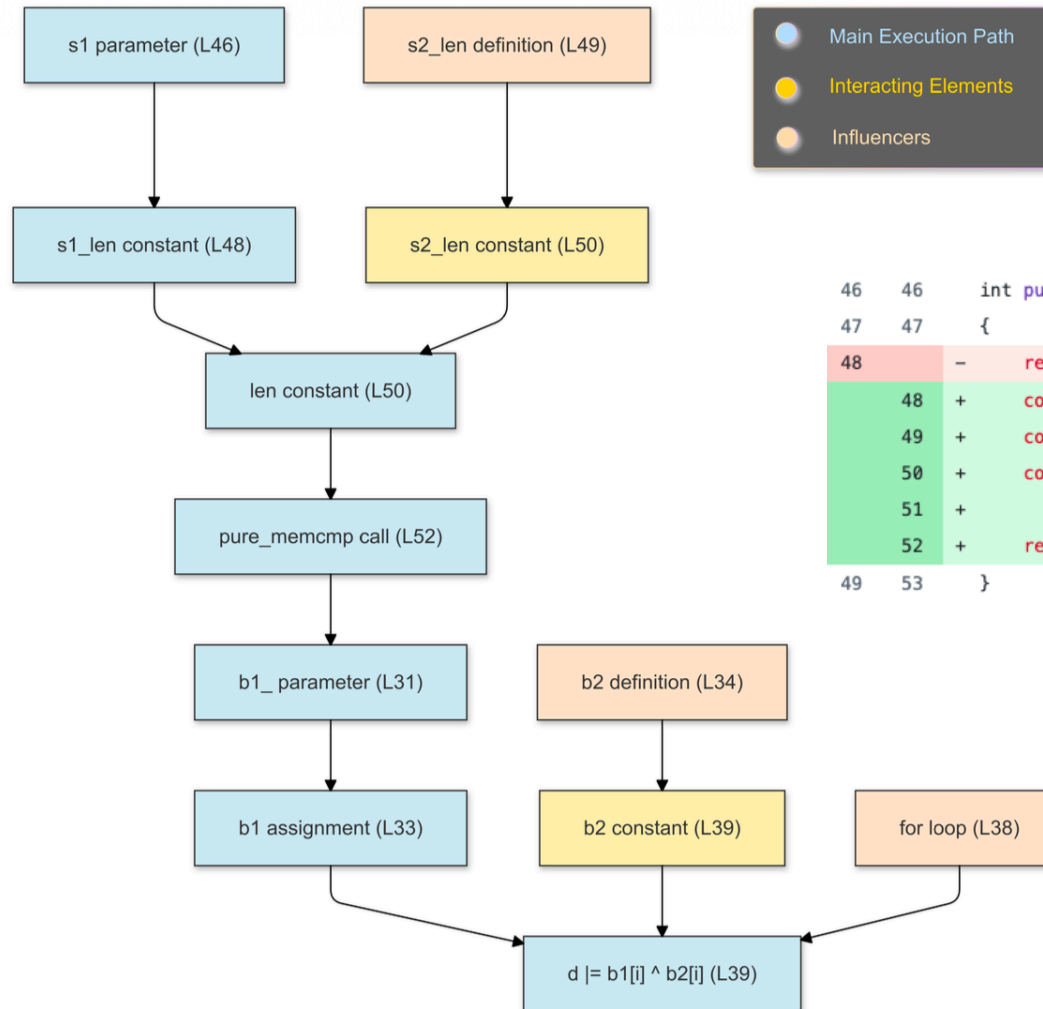 s1 parameter (L46)
s2_len definition (L49)
Main Execution Path
Interacting Elements
Influencers
s1_len constant (L48)
s2_len constant (L50)
len constant (L50)
pure_memcmp call (L52)
b1_ parameter (L31)
b2 definition (L34)
b1 assignment (L33)
b2 constant (L39)
for loop (L38)
d |= b1[i] ^ b2[i] (L39)
46 46 int pu
47 47 {
48 - re
48 + co
49 + co
50 + co
51 +
52 + re
49 53 }